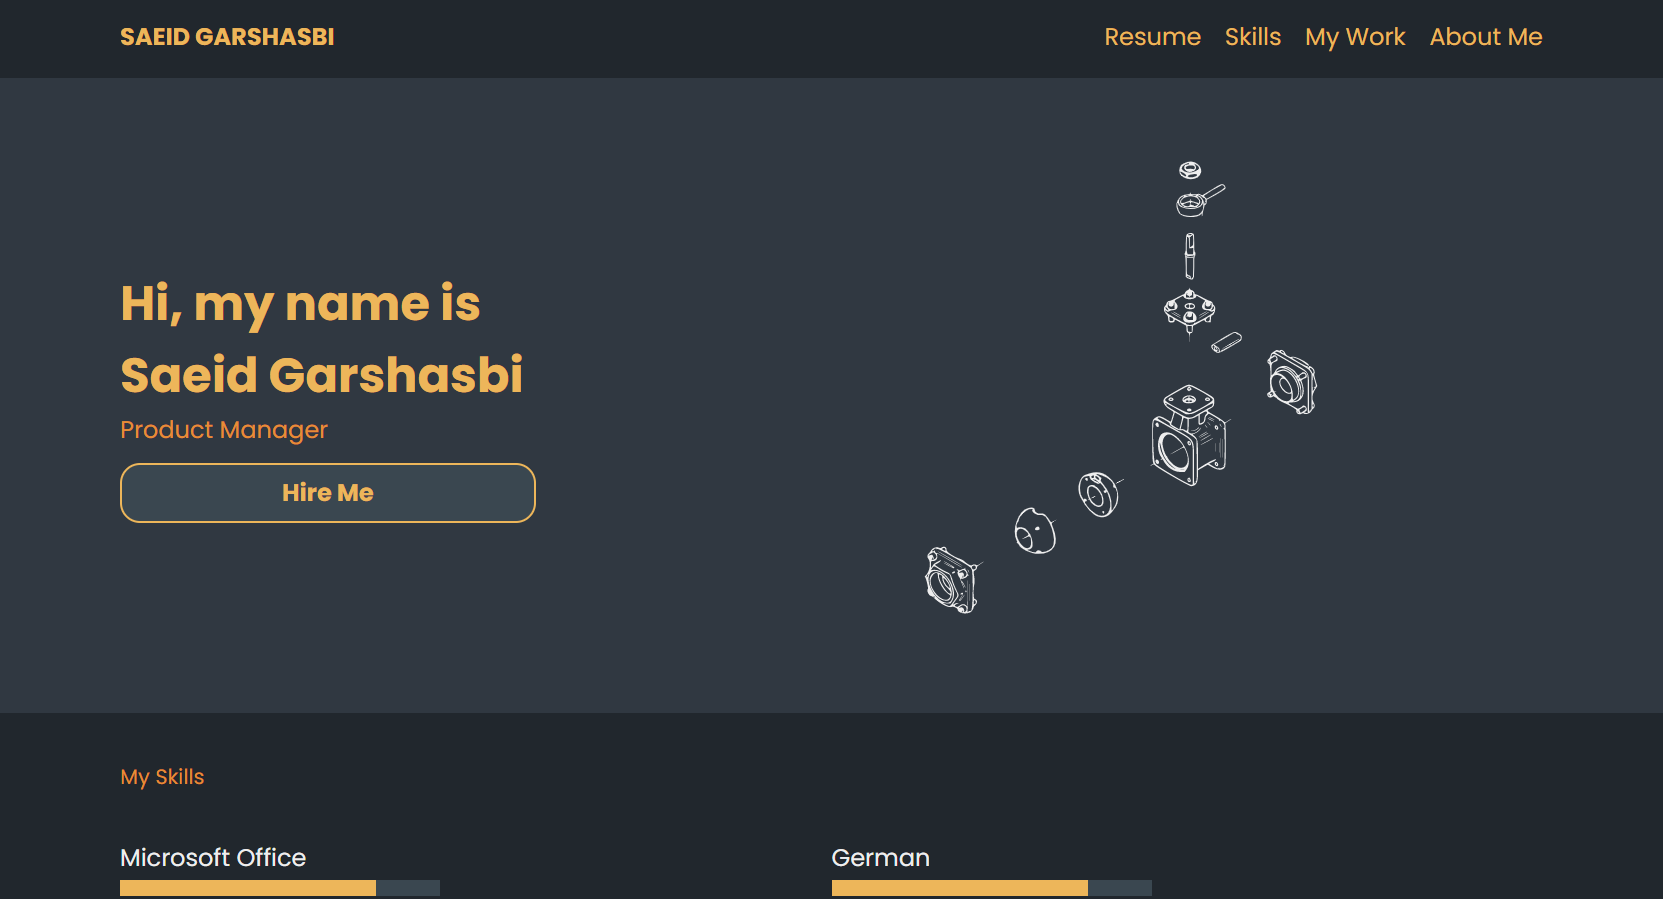 SAEID GARSHASBI
Resume Skills My Work About Me
Hi, my name is
Saeid Garshasbi
Product Manager
Hire Me
My Skills
Microsoft Office
German